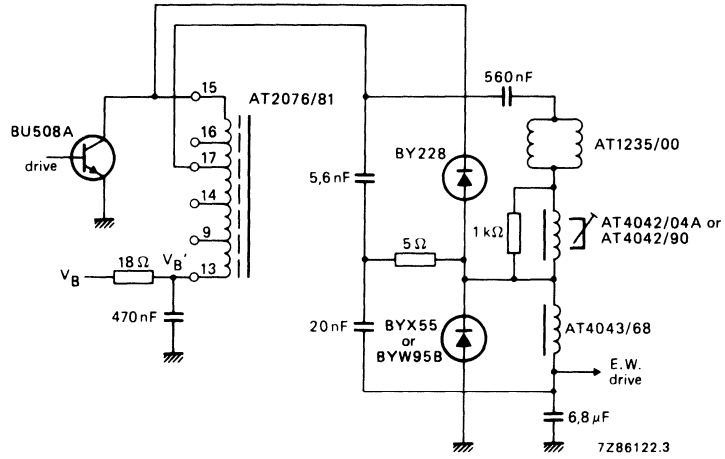 15
AT2076/81
560nF
BU508A
16
drive
17
BY228
AT1235/00
5,6nF
14
9
1kΩ
AT4042/04A or
AT4042/90
V_B
18Ω
V_B'
13
5Ω
470nF
20nF
BYX55
or
BYW95B
AT4043/68
E.W.
drive
6,8µF
7Z86122.3